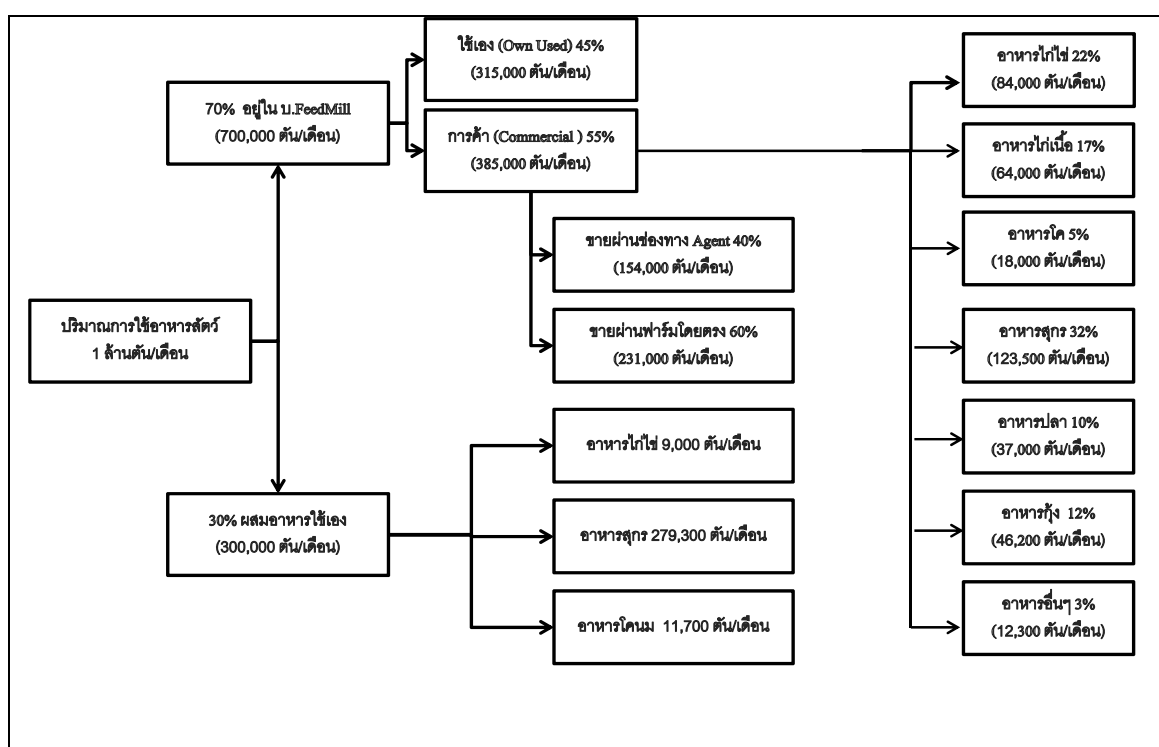 ปริมาณการใช้อาหารสัตว์
1 ล้านตัน/เดือน
70% อยู่ใน บ.FeedMill
(700,000 ตัน/เดือน)
ใช้เอง (Own Used) 45%
(315,000 ตัน/เดือน)
การค้า (Commercial ) 55%
(385,000 ตัน/เดือน)
ขายผ่านช่องทาง Agent 40%
(154,000 ตัน/เดือน)
ขายผ่านฟาร์มโดยตรง 60%
(231,000 ตัน/เดือน)
อาหารไก่ไข่ 22%
(84,000 ตัน/เดือน)
อาหารไก่เนื้อ 17%
(64,000 ตัน/เดือน)
อาหารโค 5%
(18,000 ตัน/เดือน)
อาหารสุกร 32%
(123,500 ตัน/เดือน)
อาหารปลา 10%
(37,000 ตัน/เดือน)
อาหารกุ้ง 12%
(46,200 ตัน/เดือน)
อาหารอื่นๆ 3%
(12,300 ตัน/เดือน)
30% ผสมอาหารใช้เอง
(300,000 ตัน/เดือน)
อาหารไก่ไข่ 9,000 ตัน/เดือน
อาหารสุกร 279,300 ตัน/เดือน
อาหารโคนม 11,700 ตัน/เดือน